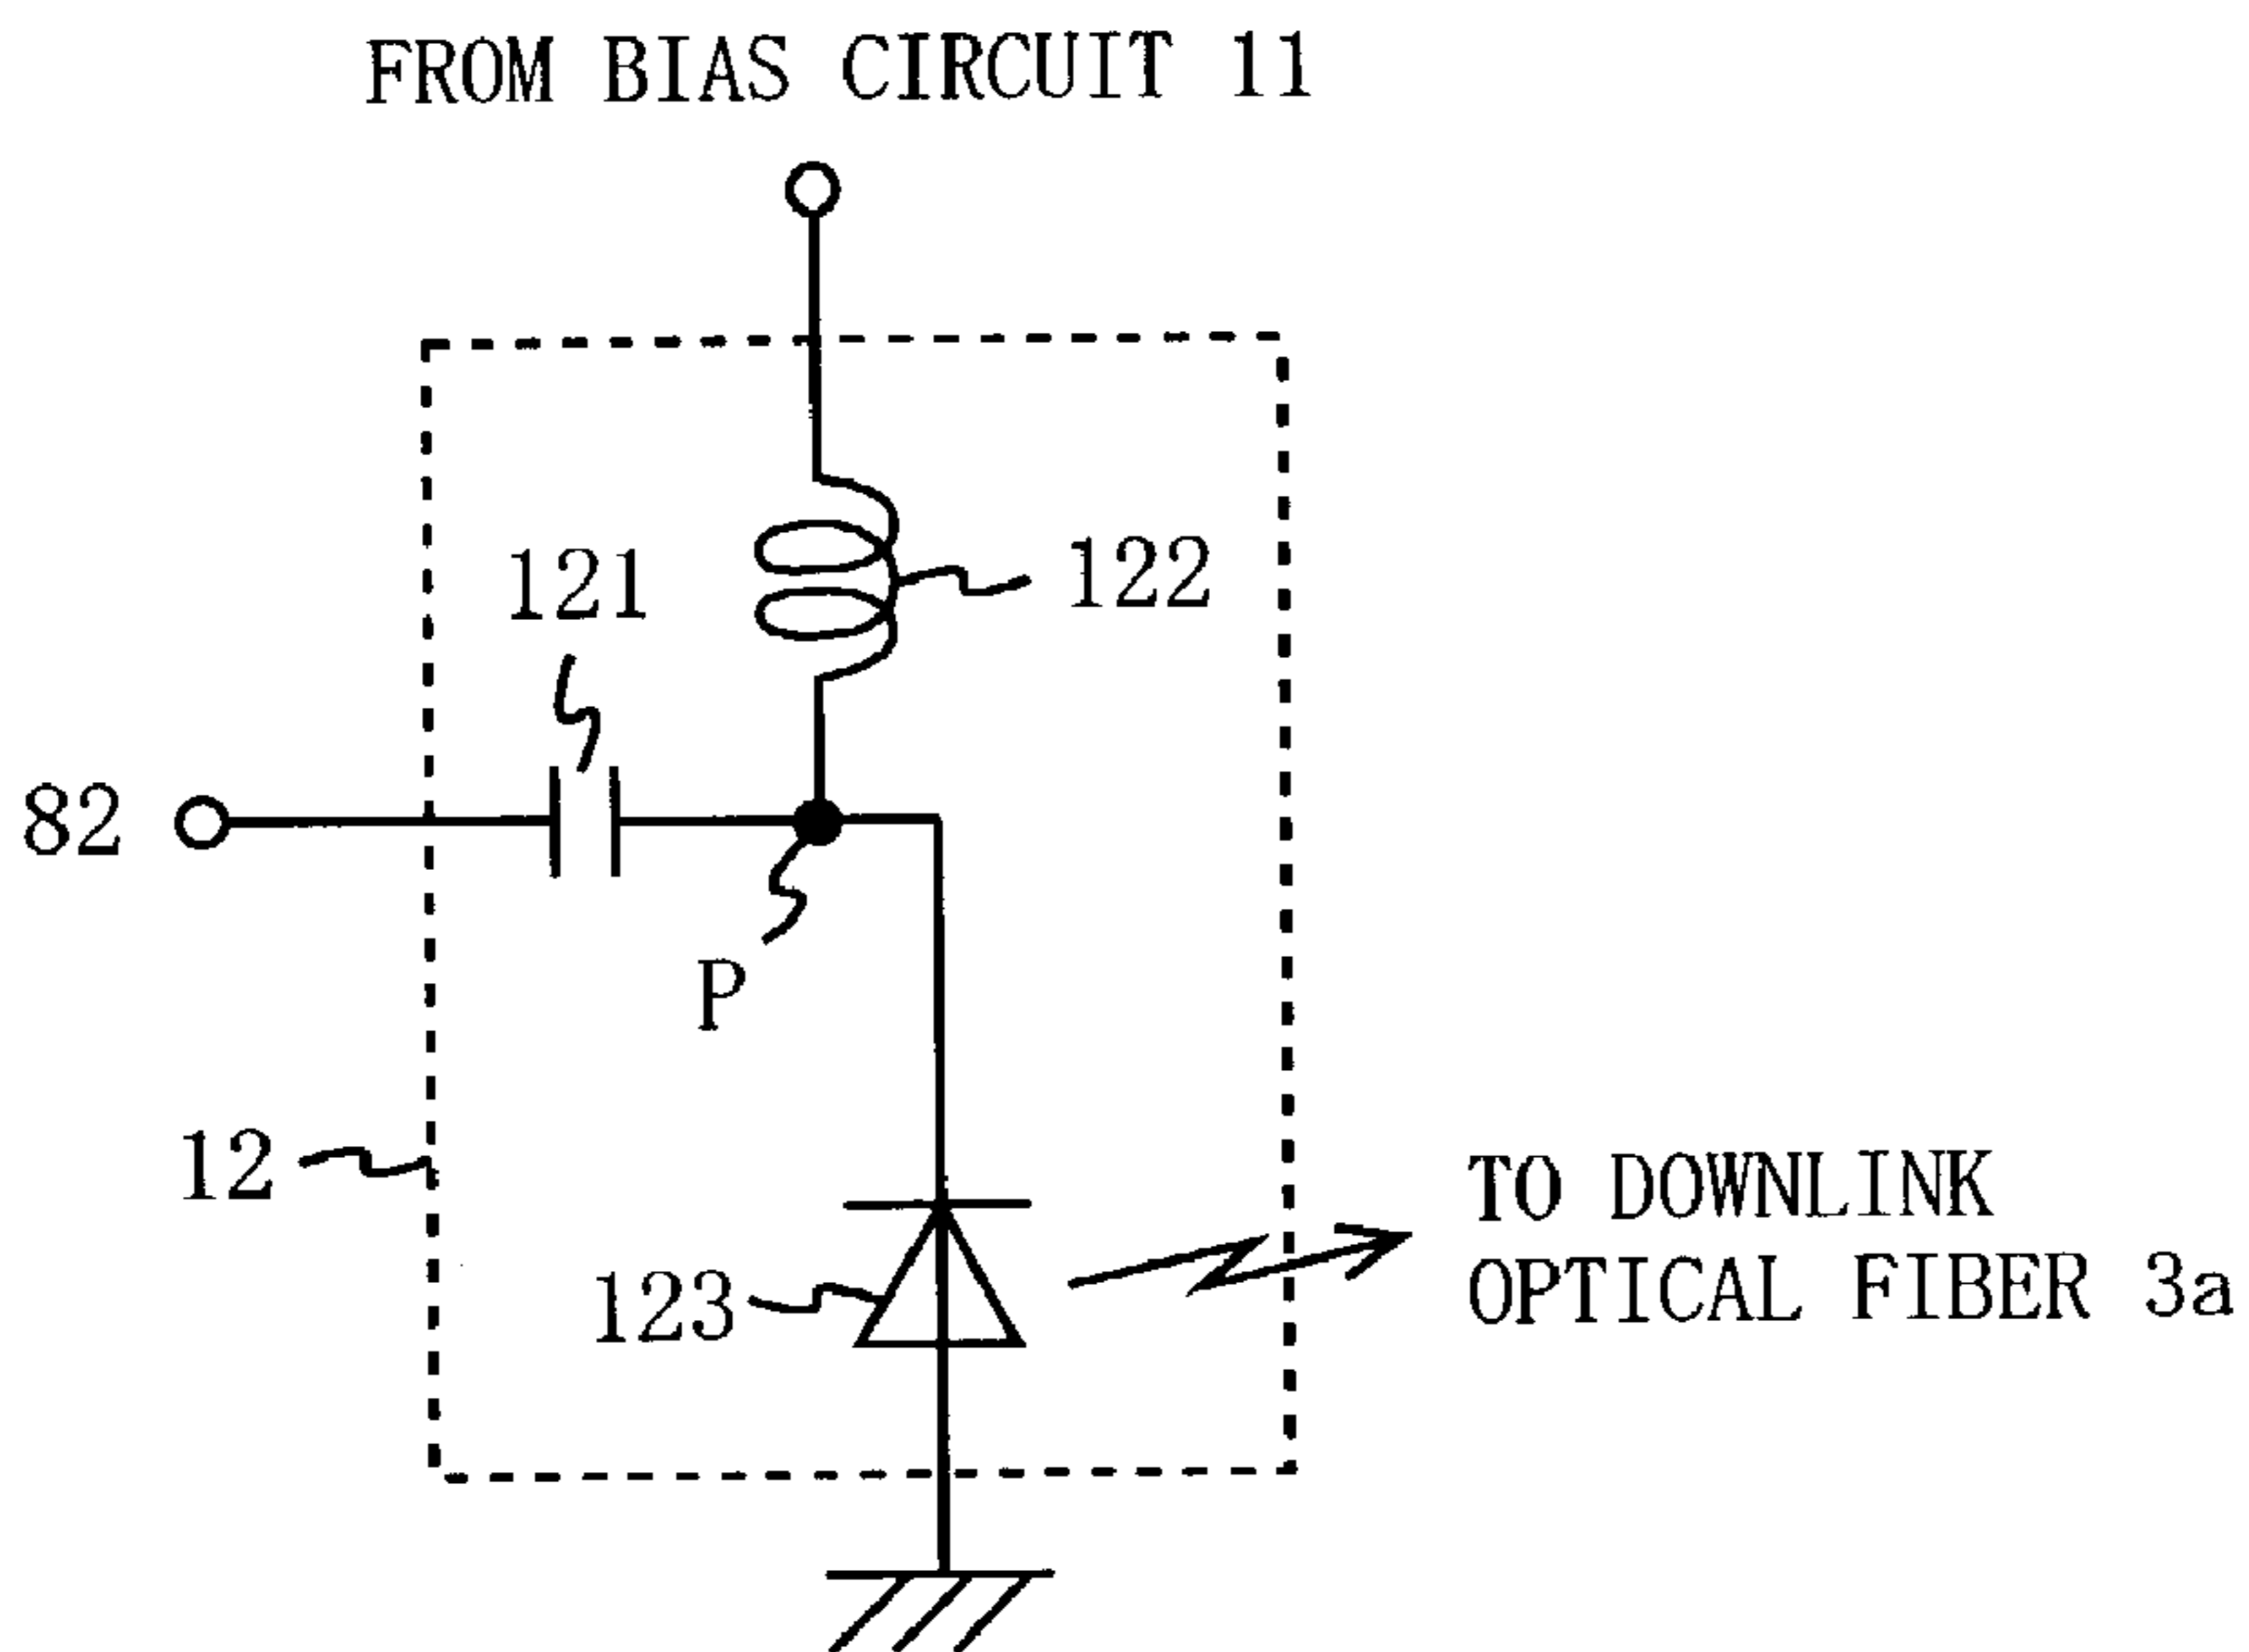 FROM BIAS CIRCUIT 11
121
122
82
P
12
123
TO DOWNLINK
OPTICAL FIBER 3a